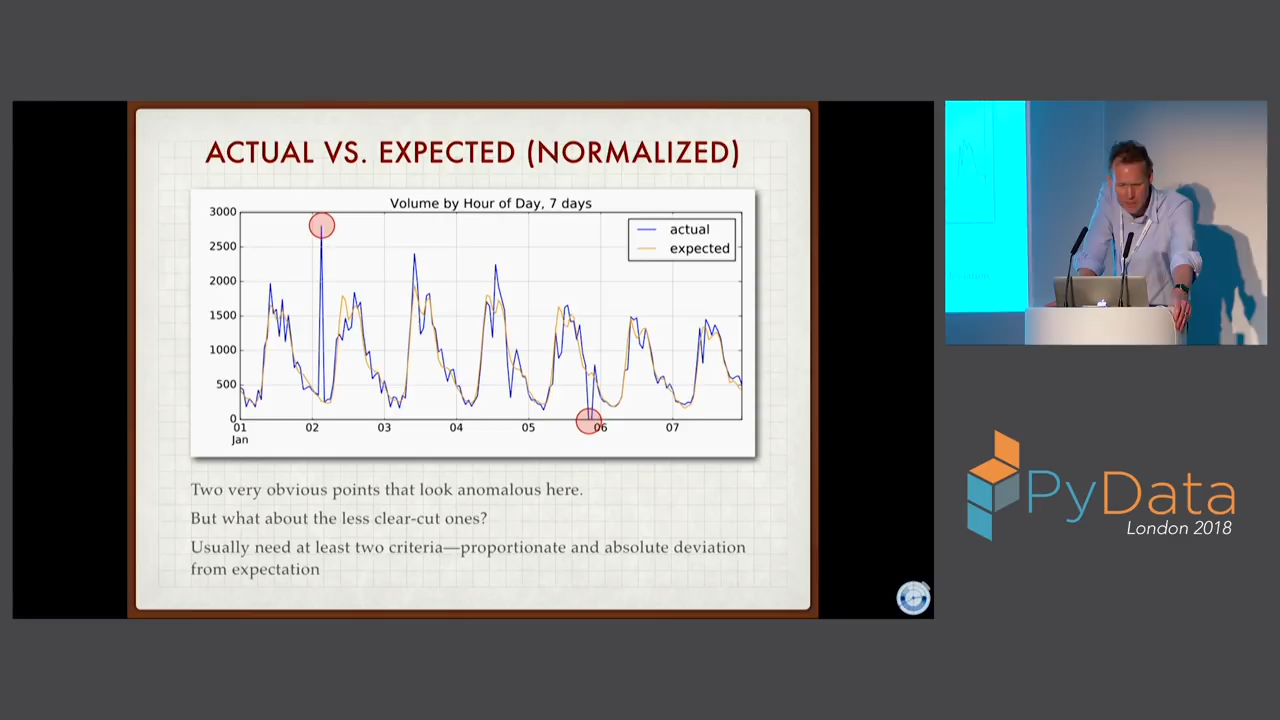 ACTUAL VS. EXPECTED (NORMALIZED)
Volume by Hour of Day, 7 days
3000
2500
2000
1500
1000
500
0
actual
expected
01
02
03
04
05
06
07
Jan
Two very obvious points that look anomalous here.
But what about the less clear-cut ones?
Usually need at least two criteria—proportionate and absolute deviation
from expectation
PyData
London 2018